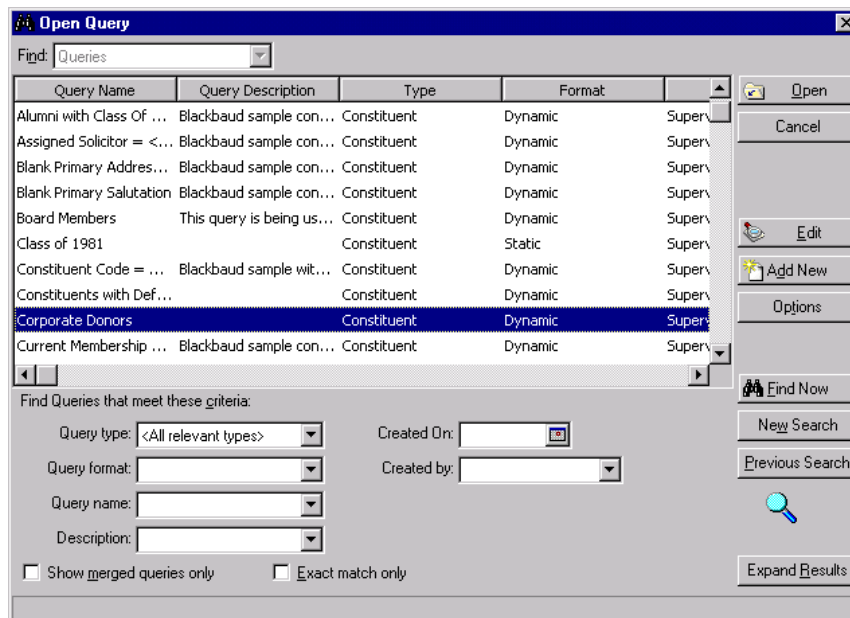 Open Query
Find: Queries
Query Name Query Description Type Format
Alumni with Class Of ... Blackbaud sample con... Constituent Dynamic Superv
Assigned Solicitor = <... Blackbaud sample con... Constituent Dynamic Superv
Blank Primary Addres... Blackbaud sample con... Constituent Dynamic Superv
Blank Primary Salutation Blackbaud sample con... Constituent Dynamic Superv
Board Members This query is being us... Constituent Dynamic Superv
Class of 1981 Constituent Static Superv
Constituent Code = ... Blackbaud sample wit... Constituent Dynamic Superv
Constituents with Def... Constituent Dynamic Superv
Corporate Donors Constituent Dynamic Superv
Current Membership ... Blackbaud sample con... Constituent Dynamic Superv
Open
Cancel
Edit
Add New
Options
Find Now
New Search
Previous Search
Expand Results
Find Queries that meet these criteria:
Query type: <All relevant types> Created On:
Query format: Created by:
Query name:
Description:
Show merged queries only Exact match only